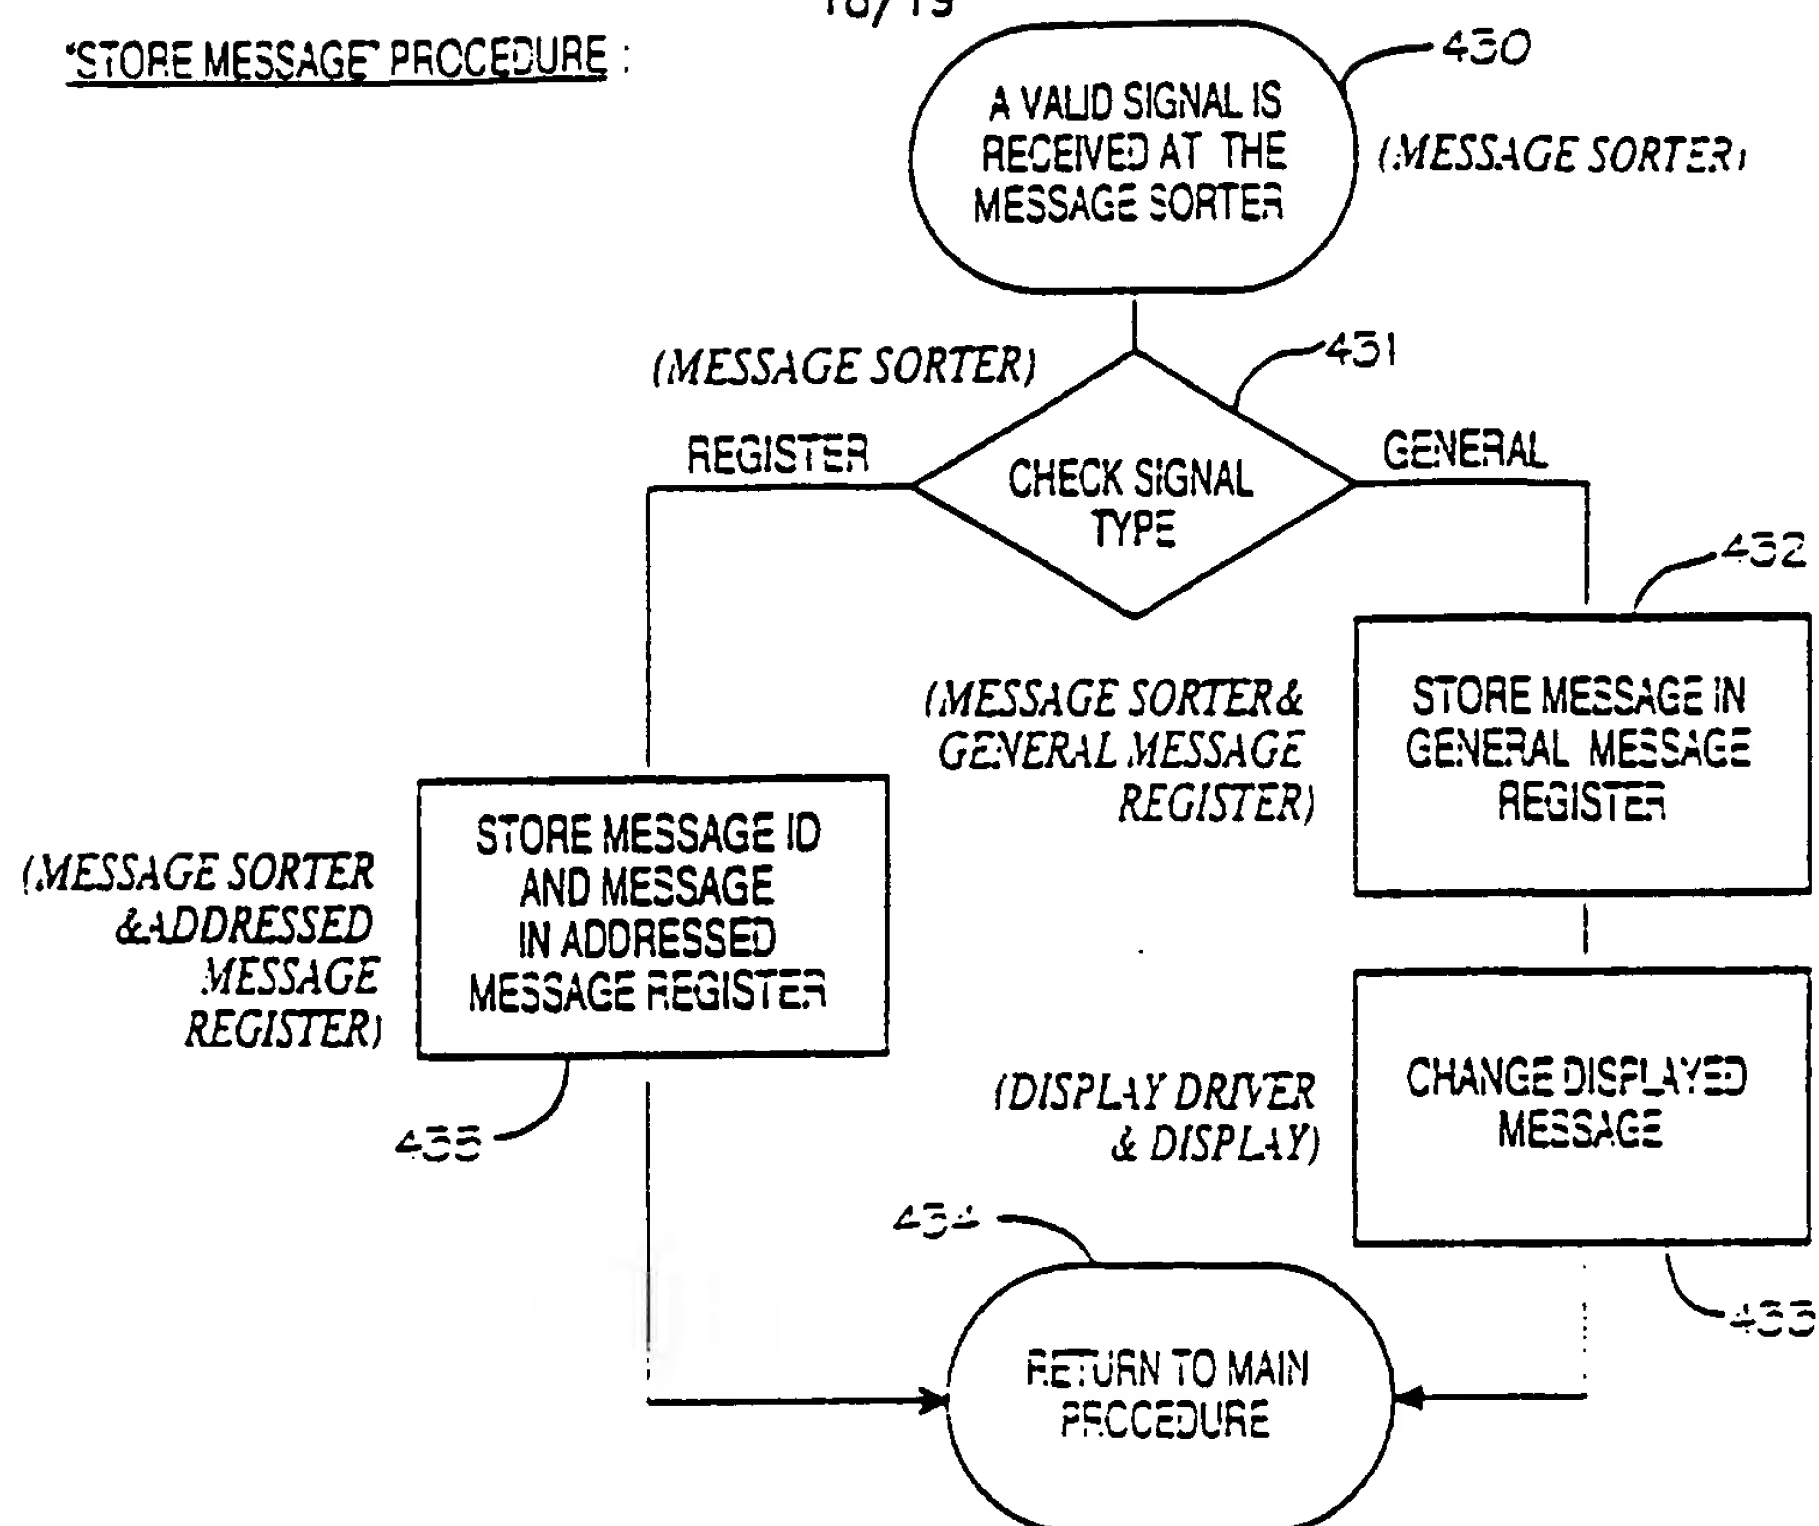 "STORE MESSAGE" PROCEDURE :
430
A VALID SIGNAL IS
RECEIVED AT THE
MESSAGE SORTER
(MESSAGE SORTER)
(MESSAGE SORTER)
431
REGISTER
CHECK SIGNAL
TYPE
GENERAL
432
(MESSAGE SORTER&
GENERAL MESSAGE
REGISTER)
STORE MESSAGE IN
GENERAL MESSAGE
REGISTER
(MESSAGE SORTER
&ADDRESSED
MESSAGE
REGISTER)
STORE MESSAGE ID
AND MESSAGE
IN ADDRESSED
MESSAGE REGISTER
435
(DISPLAY DRIVER
& DISPLAY)
CHANGE DISPLAYED
MESSAGE
433
434
RETURN TO MAIN
PROCEDURE